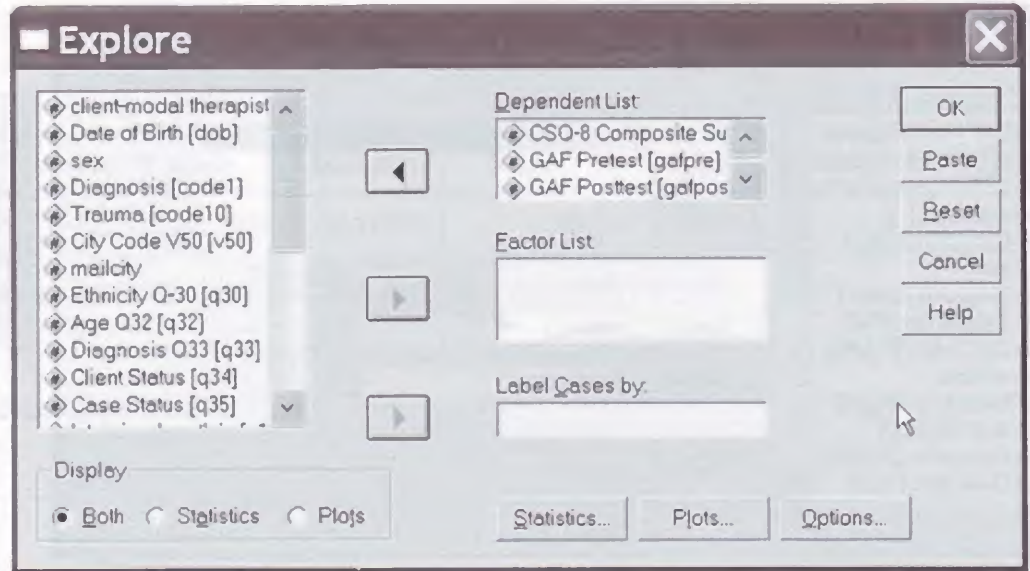 Explore
client-modal therapist
Date of Birth [dob]
sex
Diagnosis [code1]
Trauma [code10]
City Code V50 [v50]
mailcity
Ethnicity Q-30 [q30]
Age Q32 [q32]
Diagnosis Q33 [q33]
Client Status [q34]
Case Status [q35]
Display
Both
Statistics
Plots
Dependent List:
CSQ-8 Composite Su
GAF Pretest [gafpre]
GAF Posttest [gafpos
Factor List:
Label Cases by:
Statistics...
Plots...
Options...
OK
Paste
Reset
Cancel
Help